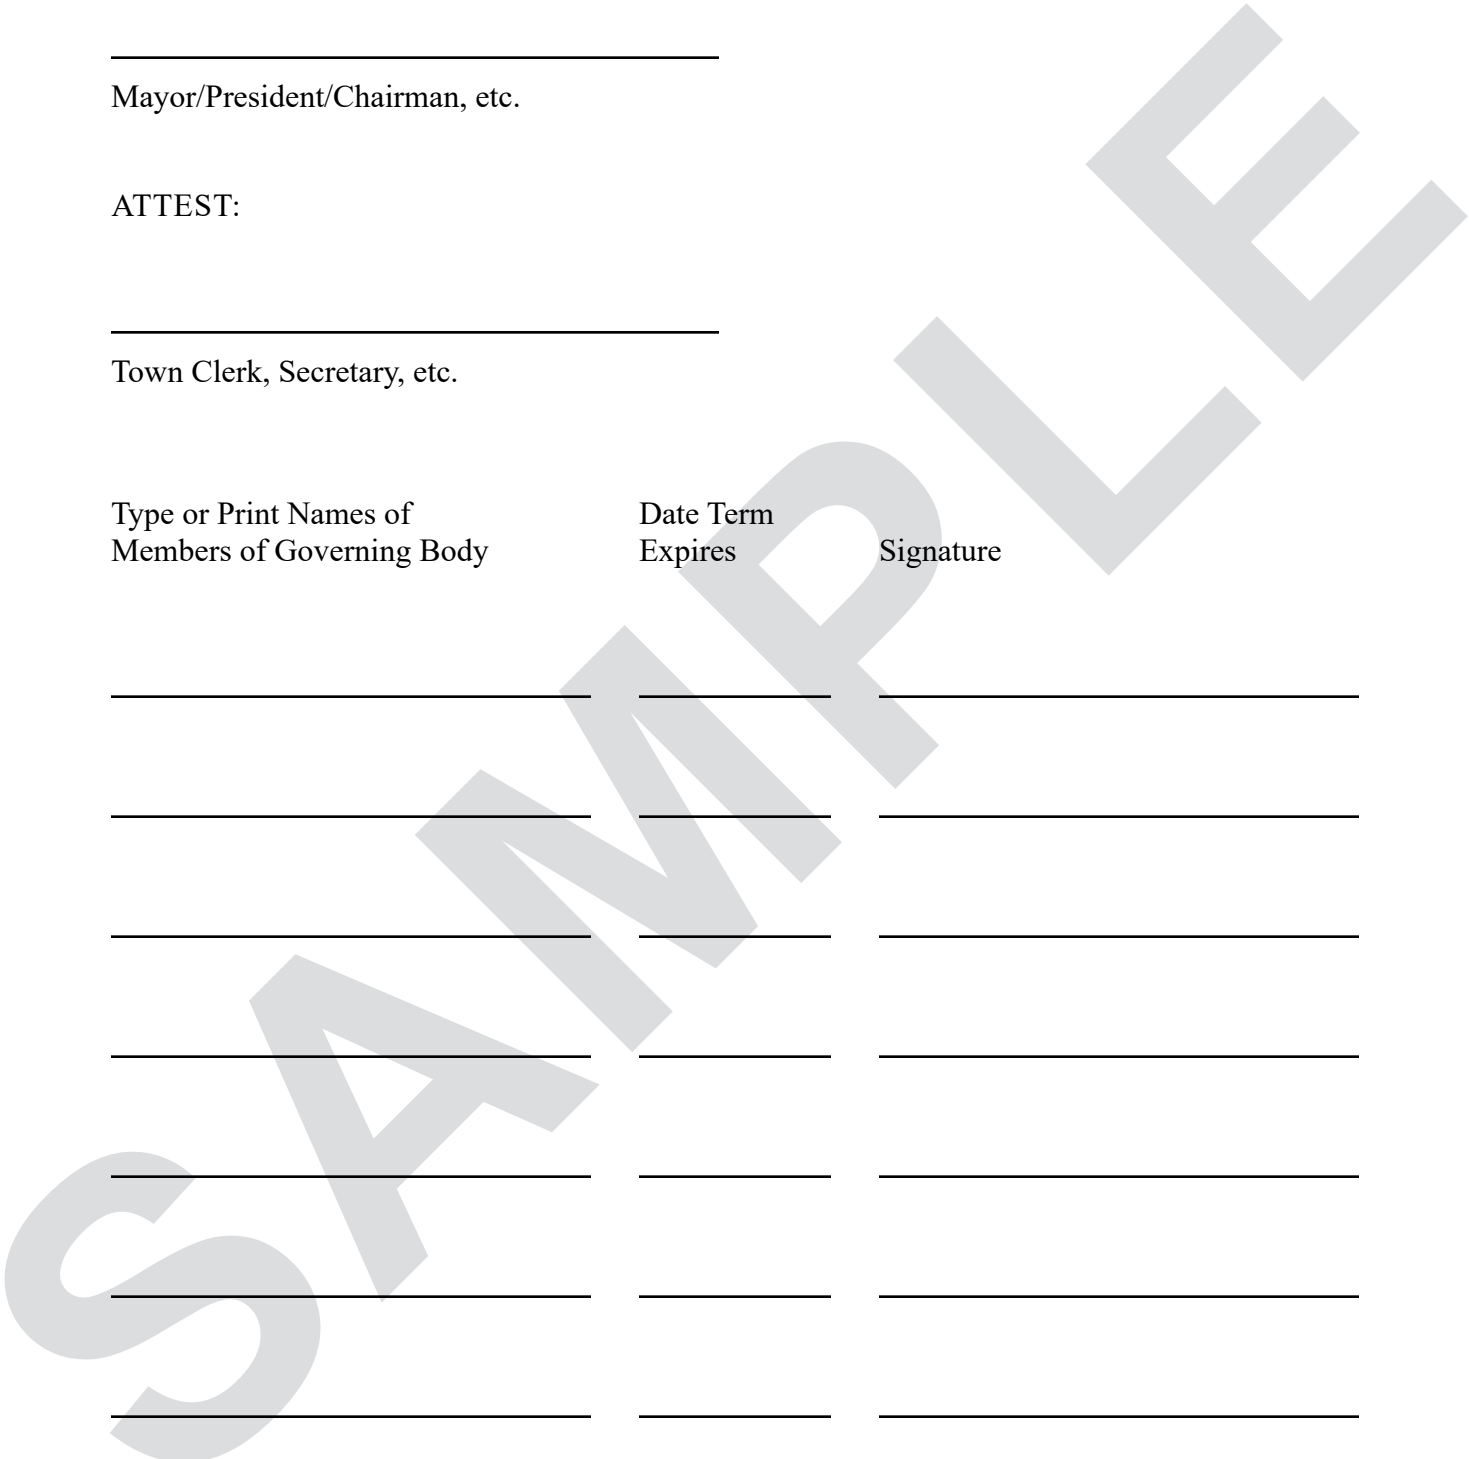 Mayor/President/Chairman, etc.
ATTEST:
Town Clerk, Secretary, etc.
Type or Print Names of
Members of Governing Body
Date Term
Expires
Signature
SAMPLE